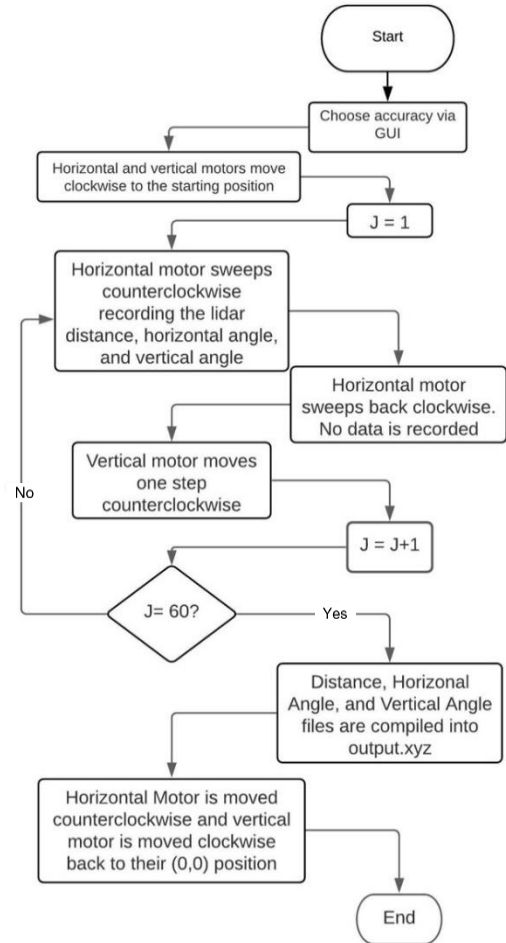 Start
Choose accuracy via
GUI
Horizontal and vertical motors move
clockwise to the starting position
J = 1
Horizontal motor sweeps
counterclockwise
recording the lidar
distance, horizontal angle,
and vertical angle
Horizontal motor
sweeps back clockwise.
No data is recorded
Vertical motor moves
one step
counterclockwise
No
J = J+1
J= 60?
Yes
Distance, Horizonal
Angle, and Vertical Angle
files are compiled into
output.xyz
Horizontal Motor is moved
counterclockwise and vertical
motor is moved clockwise
back to their (0,0) position
End